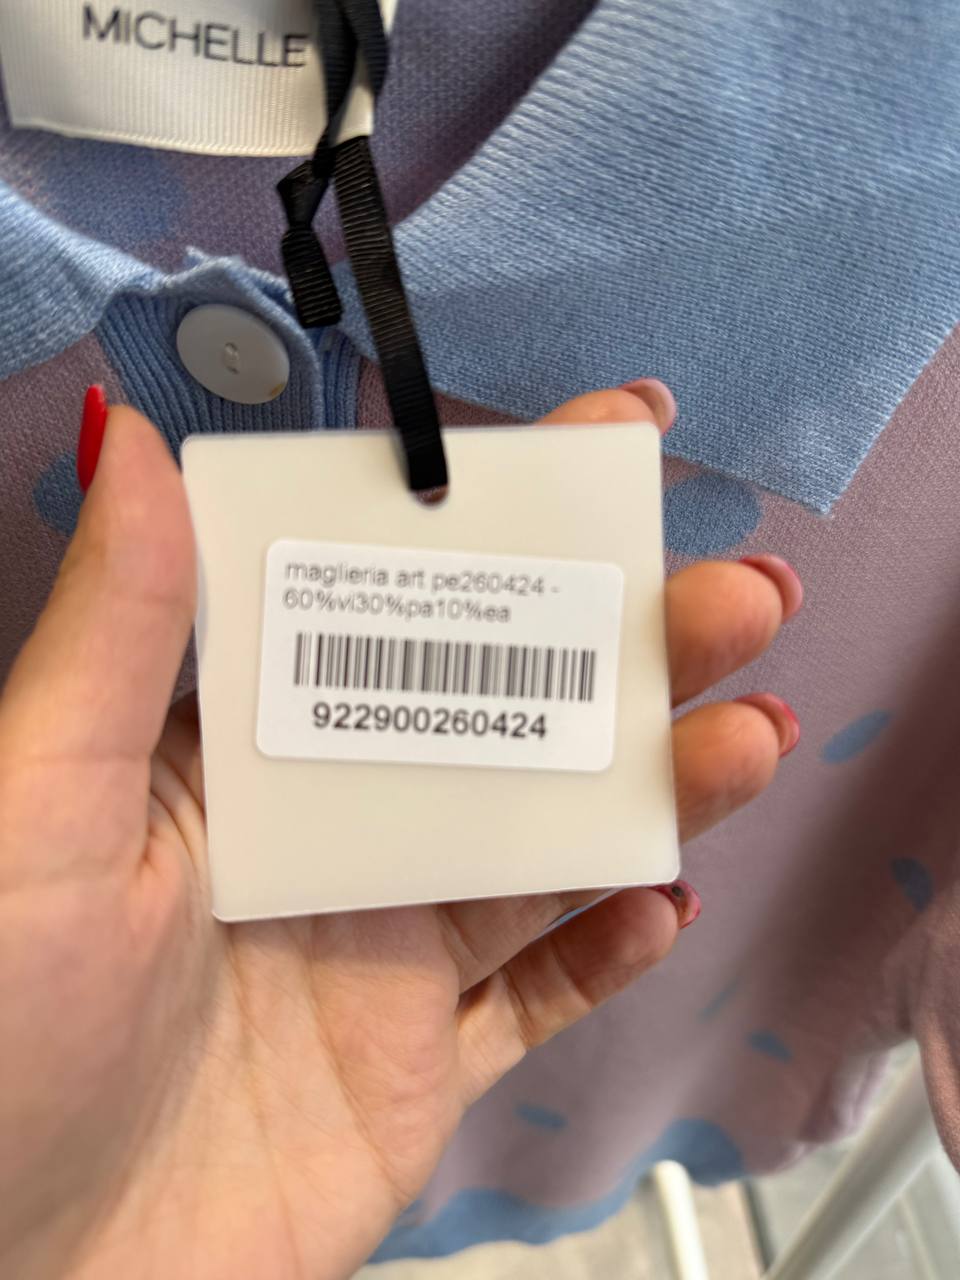 MICHELLE
maglieria art pe260424 -
60%vi30%pa10%ea
922900260424